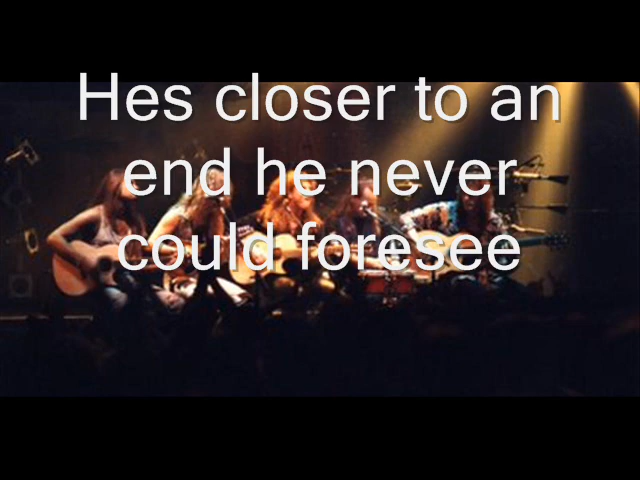 Hes closer to an
end he never
could foresee